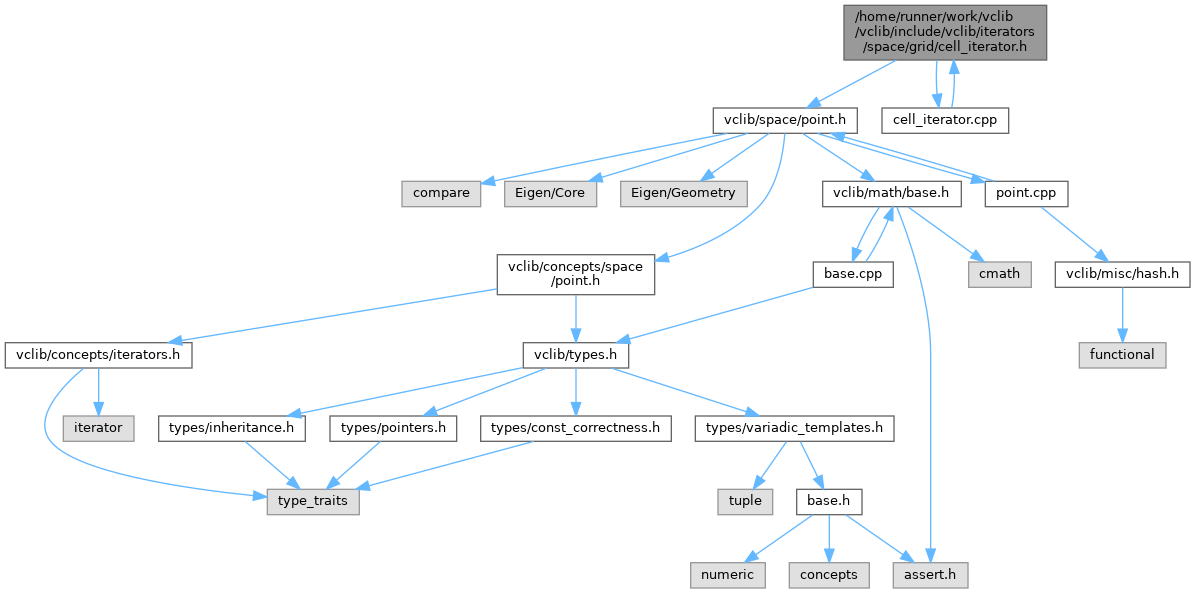 /home/runner/work/vclib
/vclib/include/vclib/iterators
/space/grid/cell_iterator.h
vclib/space/point.h
cell_iterator.cpp
compare
Eigen/Core
Eigen/Geometry
vclib/math/base.h
point.cpp
vclib/concepts/space
/point.h
base.cpp
cmath
vclib/misc/hash.h
vclib/concepts/iterators.h
vclib/types.h
functional
iterator
types/inheritance.h
types/pointers.h
types/const_correctness.h
types/variadic_templates.h
type_traits
tuple
base.h
numeric
concepts
assert.h